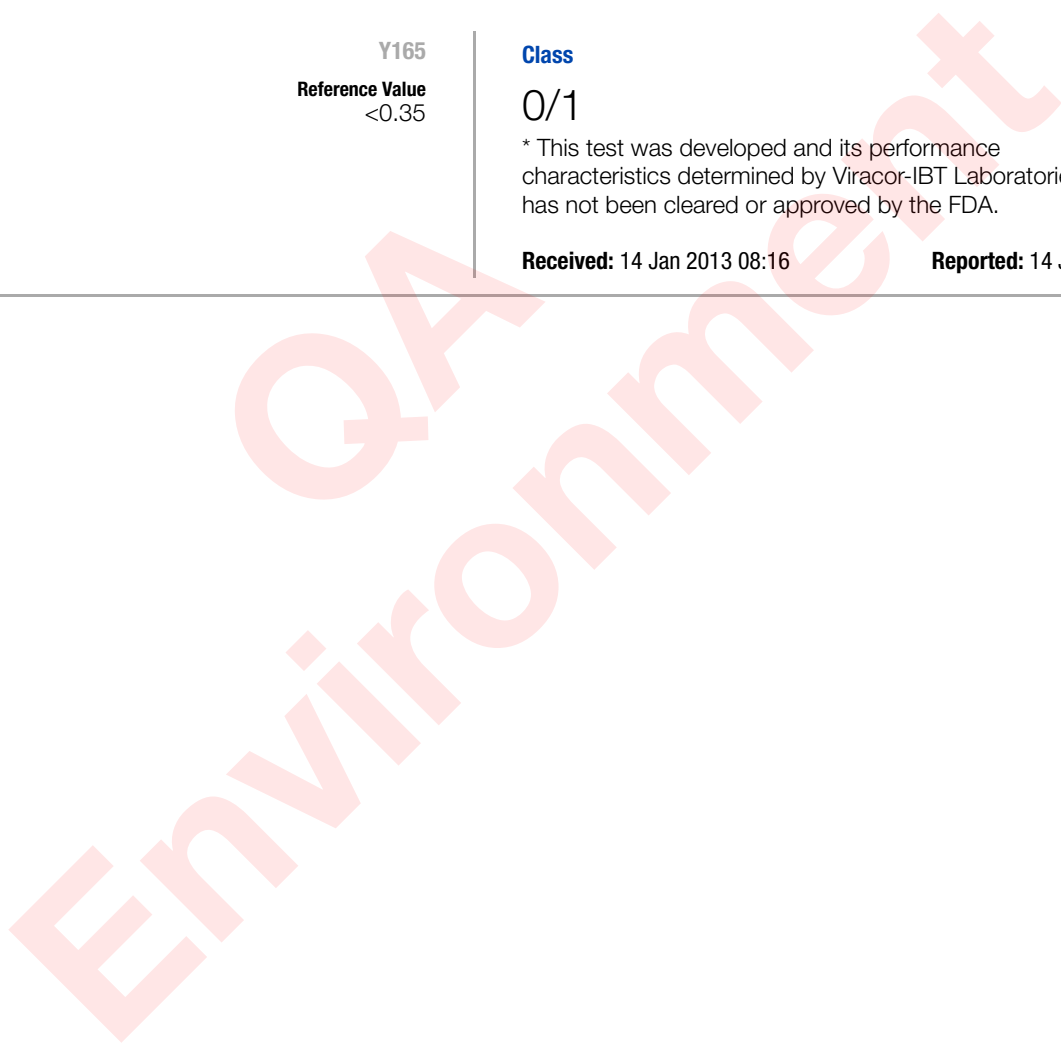 Y165
Reference Value
<0.35
Class
0/1
* This test was developed and its performance
characteristics determined by Viracor-IBT Laboratorie
has not been cleared or approved by the FDA.
Received: 14 Jan 2013 08:16 Reported: 14 J
QA
Environment